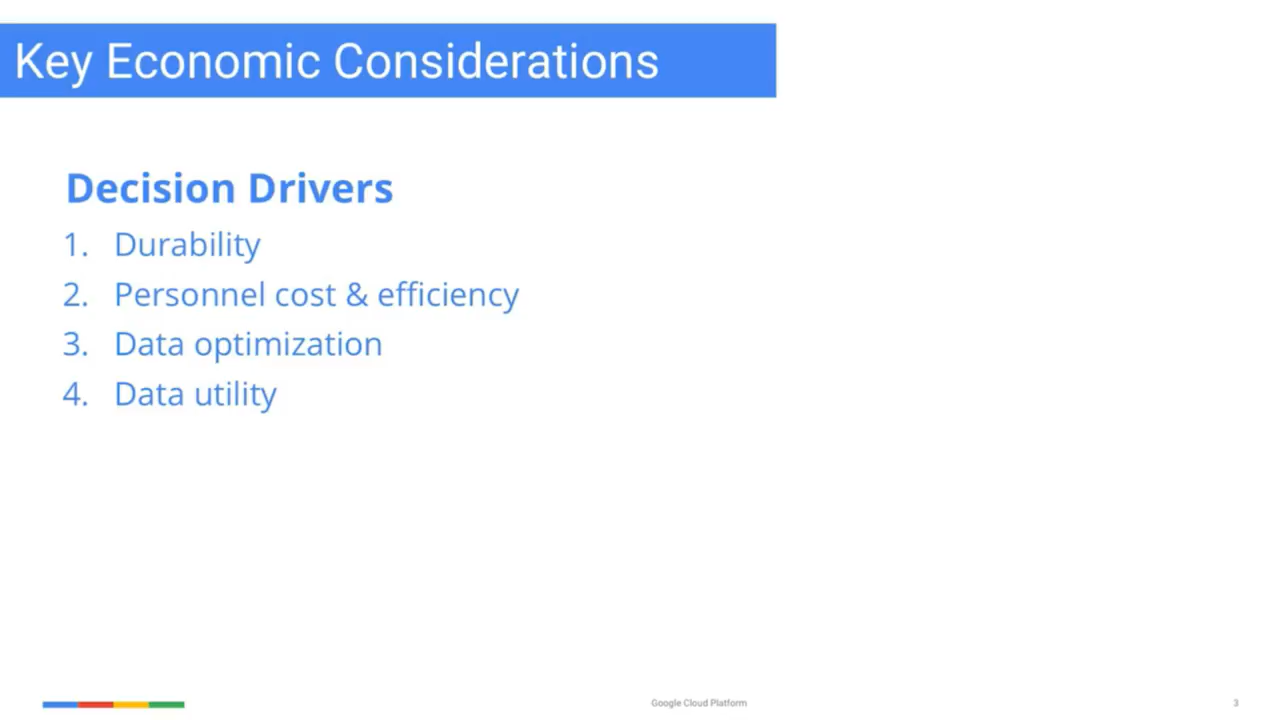 Key Economic Considerations
Decision Drivers
1. Durability
2. Personnel cost & efficiency
3. Data optimization
4. Data utility
Google Cloud Platform
3